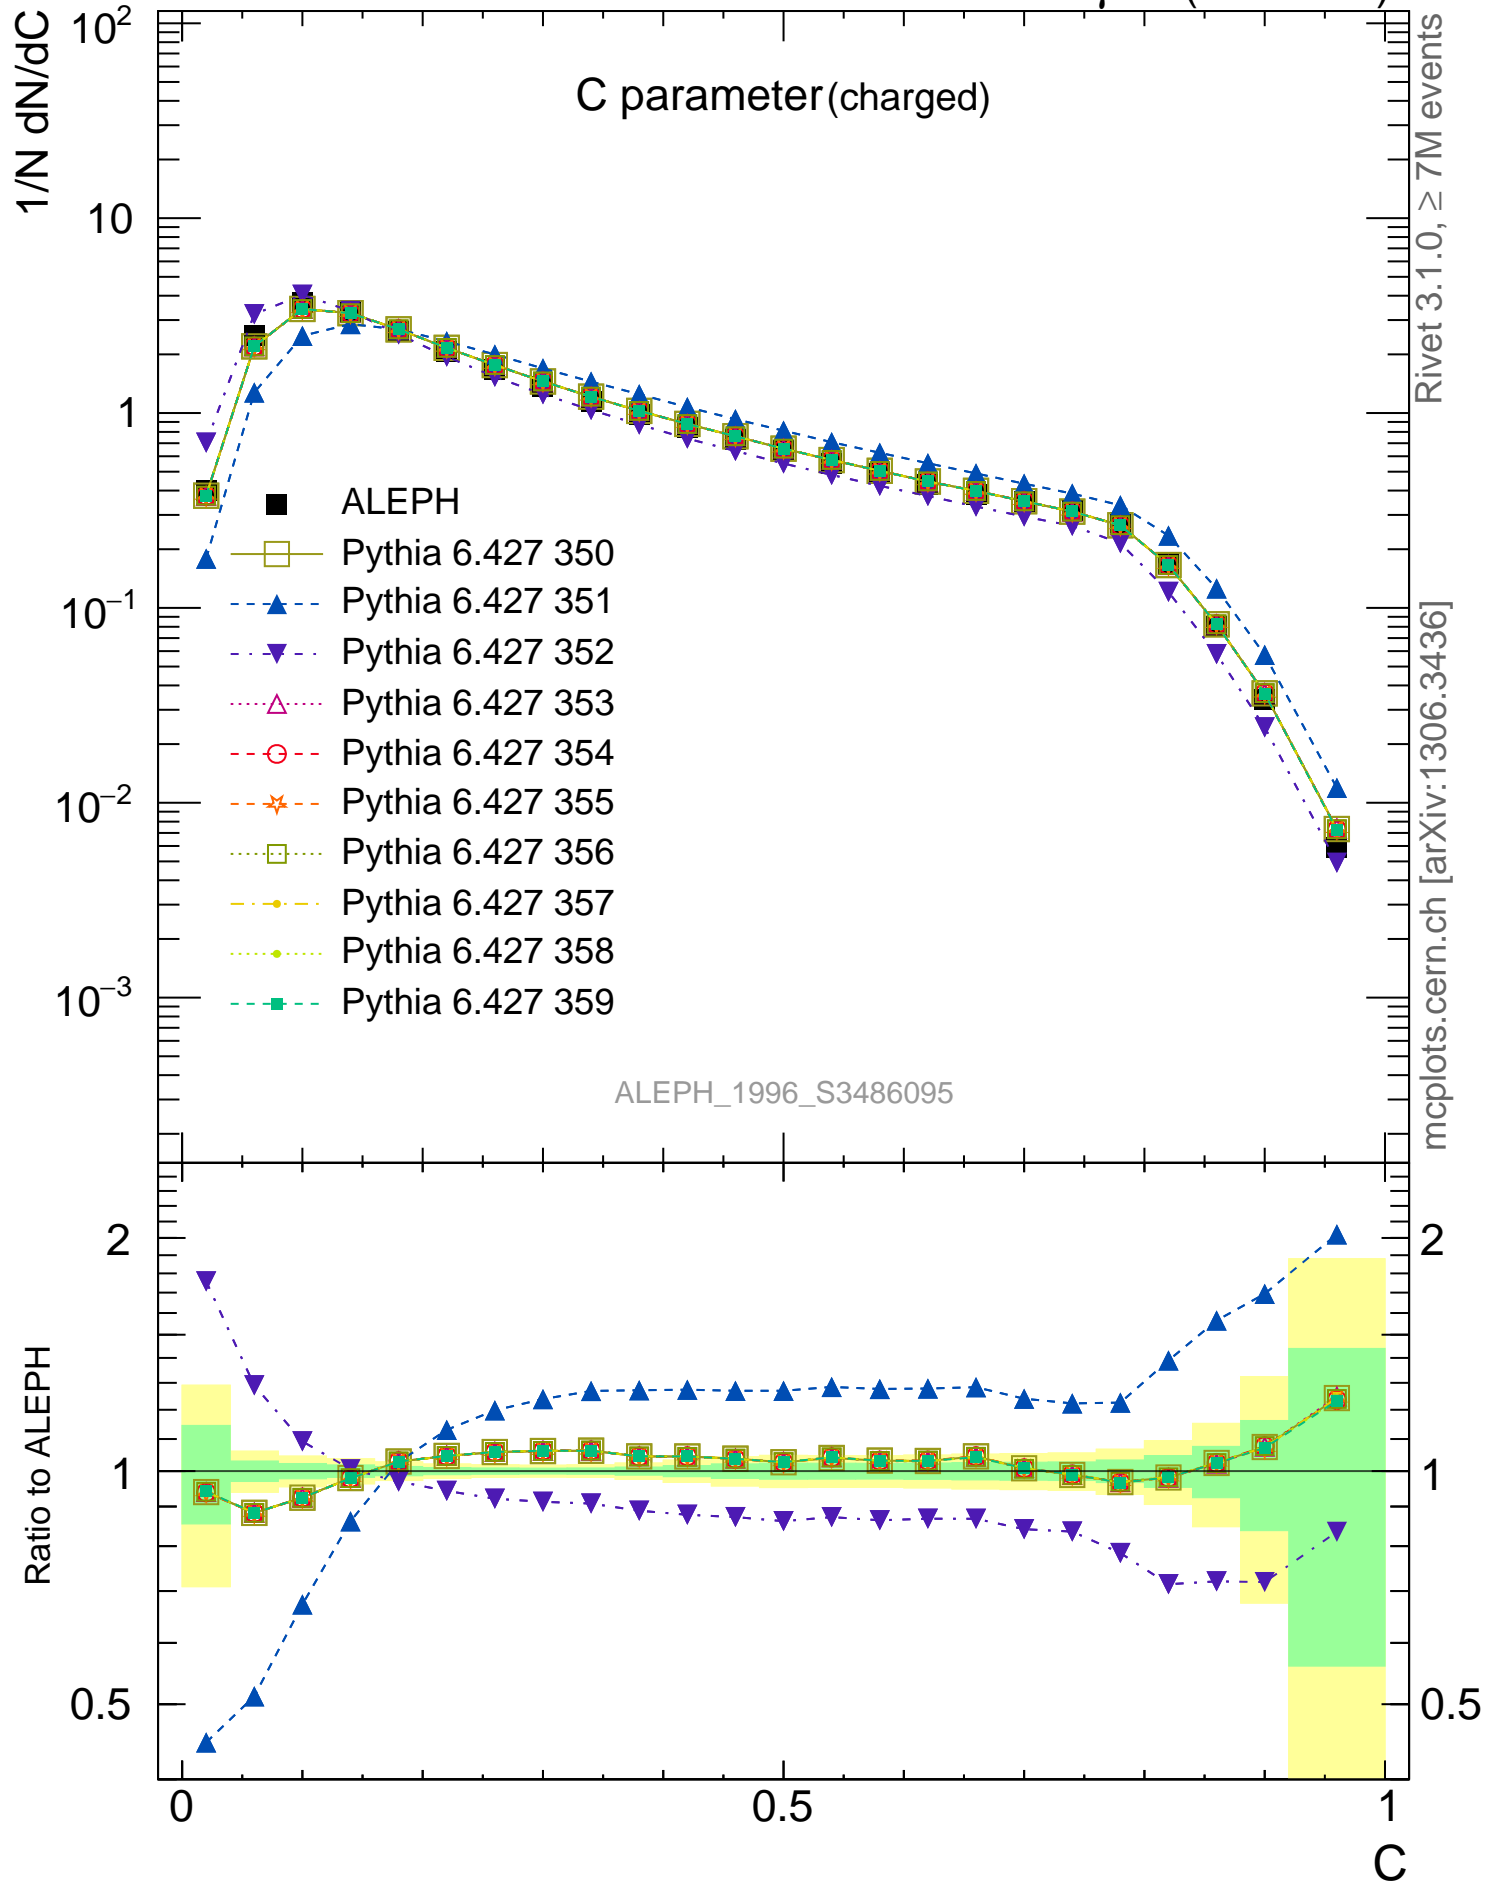 1/N dN/dC
10²
10
1
10⁻¹
10⁻²
10⁻³
C parameter (charged)
ALEPH
Pythia 6.427 350
Pythia 6.427 351
Pythia 6.427 352
Pythia 6.427 353
Pythia 6.427 354
Pythia 6.427 355
Pythia 6.427 356
Pythia 6.427 357
Pythia 6.427 358
Pythia 6.427 359
ALEPH_1996_S3486095
Rivet 3.1.0, ≥ 7M events
mcplots.cern.ch [arXiv:1306.3436]
Ratio to ALEPH
2
1
0.5
2
1
0.5
0
0.5
1
C